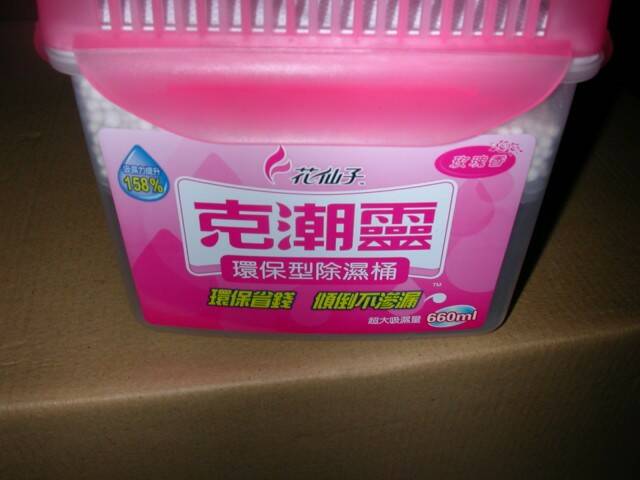 花仙子
玫瑰香
吸濕力提升
158%
克潮靈
環保型除濕桶
環保省錢 傾倒不滲漏
TM
超大吸濕量 660ml